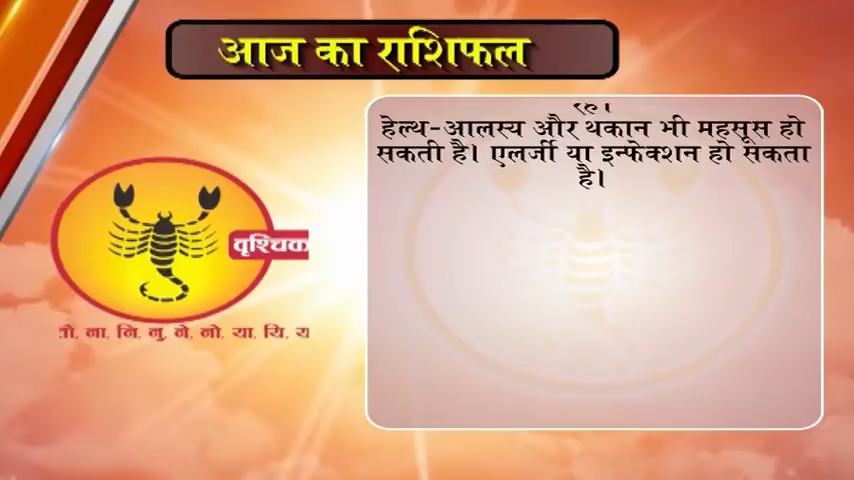 आज का राशिफल
हेल्थ-आलस्य और थकान भी महसूस हो
सकती है। एलर्जी या इन्फेक्शन हो सकता
है।
वृश्चिक
ना, नि, नु, ने, नो, या, यि,